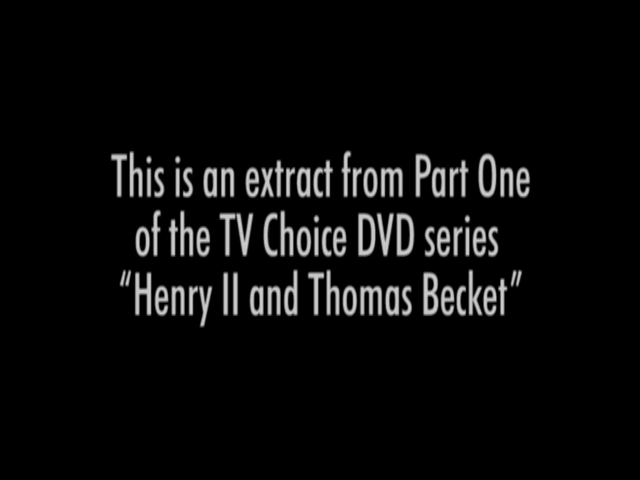 This is an extract from Part One
of the TV Choice DVD series
“Henry II and Thomas Becket”